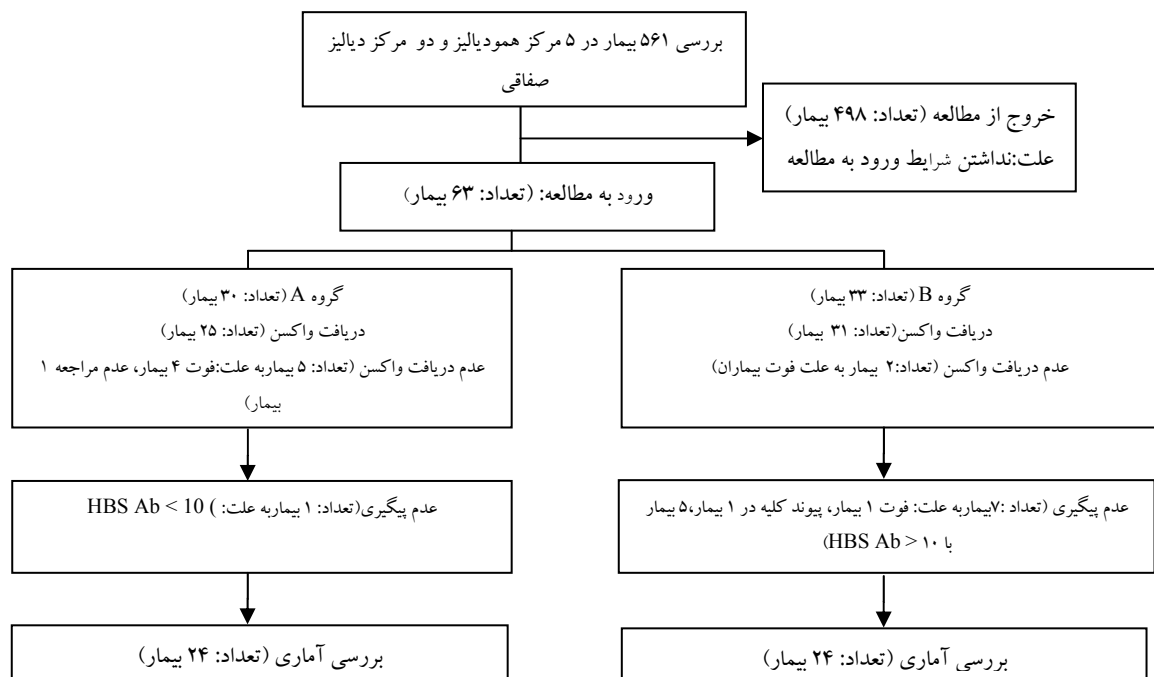 بررسی ۵۶۱ بیمار در ۵ مرکز همودیالیز و دو مرکز دیالیز
صفاقی
خروج از مطالعه (تعداد: ۴۹۸ بیمار)
علت:نداشتن شرایط ورود به مطالعه
ورود به مطالعه: (تعداد: ۶۳ بیمار)
گروه B (تعداد: ۳۳ بیمار)
دریافت واکسن(تعداد: ۳۱ بیمار)
عدم دریافت واکسن (تعداد:۲ بیمار به علت فوت بیماران)
گروه A (تعداد: ۳۰ بیمار)
دریافت واکسن (تعداد: ۲۵ بیمار)
عدم دریافت واکسن (تعداد: ۵ بیماربه علت:فوت ۴ بیمار، عدم مراجعه ۱
بیمار)
عدم پیگیری (تعداد :۷بیماربه علت: فوت ۱ بیمار، پیوند کلیه در ۱ بیمار،۵ بیمار
با ۱۰ < HBS Ab)
عدم پیگیری(تعداد: ۱ بیماربه علت: ) HBS Ab < 10
بررسی آماری (تعداد: ۲۴ بیمار)
بررسی آماری (تعداد: ۲۴ بیمار)